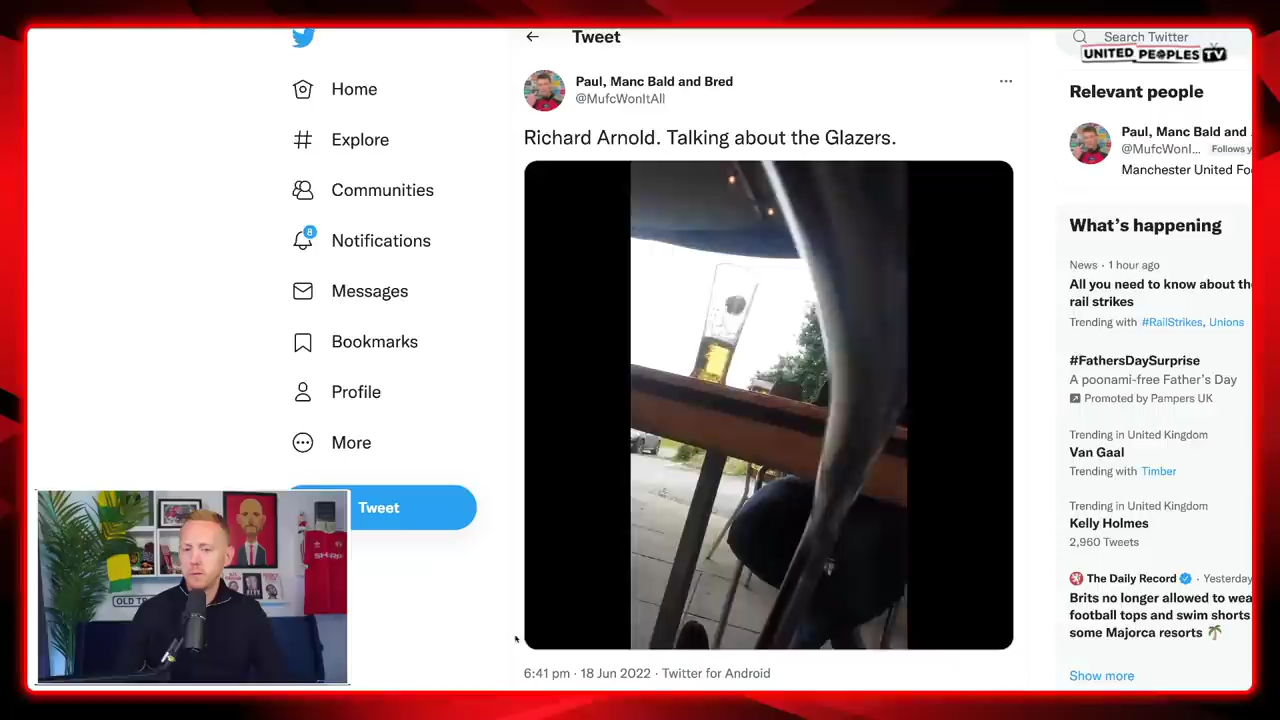 Home
Explore
Communities
8
Notifications
Messages
Bookmarks
Profile
More
Tweet
Tweet
Paul, Manc Bald and Bred
@MufcWonItAll
Richard Arnold. Talking about the Glazers.
6:41 pm · 18 Jun 2022 · Twitter for Android
Search Twitter
UNITED PEOPLES TV
Relevant people
Paul, Manc Bald and
@MufcWonI... Follows y
Manchester United Fo
What's happening
News · 1 hour ago
All you need to know about th
rail strikes
Trending with #RailStrikes, Unions
#FathersDaySurprise
A poonami-free Father's Day
Promoted by Pampers UK
Trending in United Kingdom
Van Gaal
Trending with Timber
Trending in United Kingdom
Kelly Holmes
2,960 Tweets
The Daily Record · Yesterday
Brits no longer allowed to wea
football tops and swim shorts
some Majorca resorts
Show more
SHARP